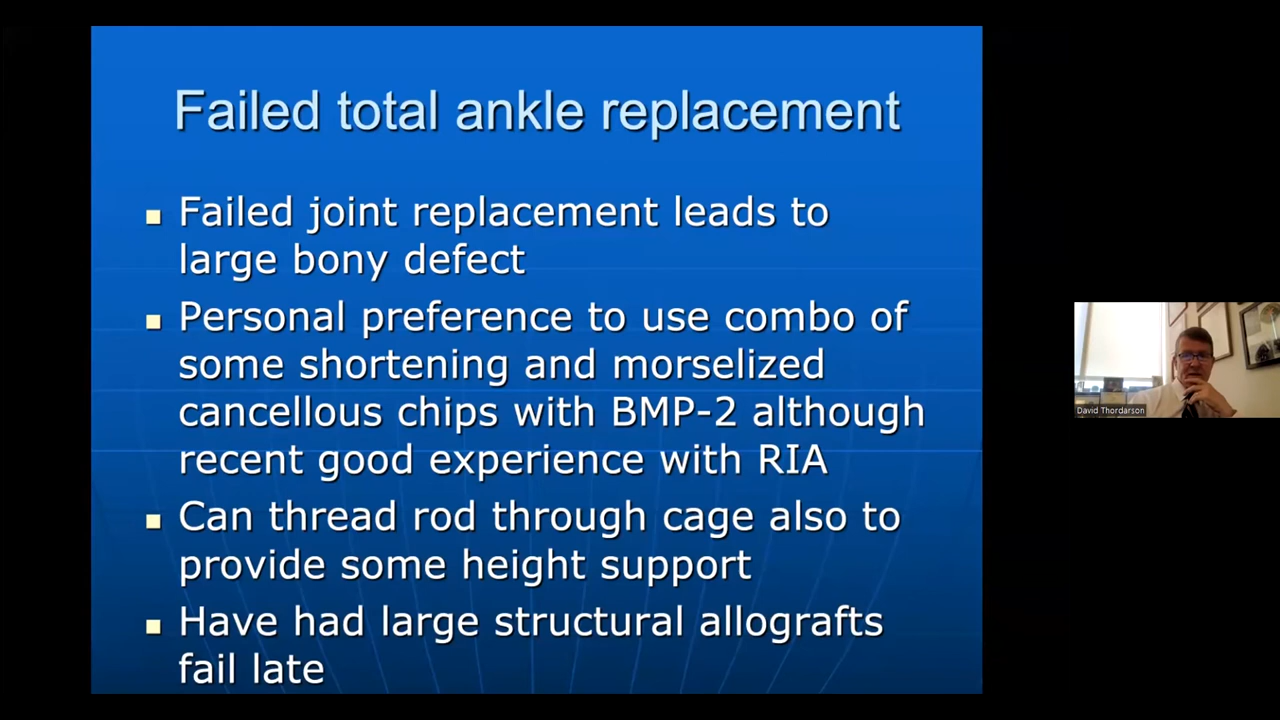 Failed total ankle replacement
Failed joint replacement leads to
large bony defect
Personal preference to use combo of
some shortening and morselized
cancellous chips with BMP-2 although
recent good experience with RIA
Can thread rod through cage also to
provide some height support
Have had large structural allografts
fail late
David Thordarson